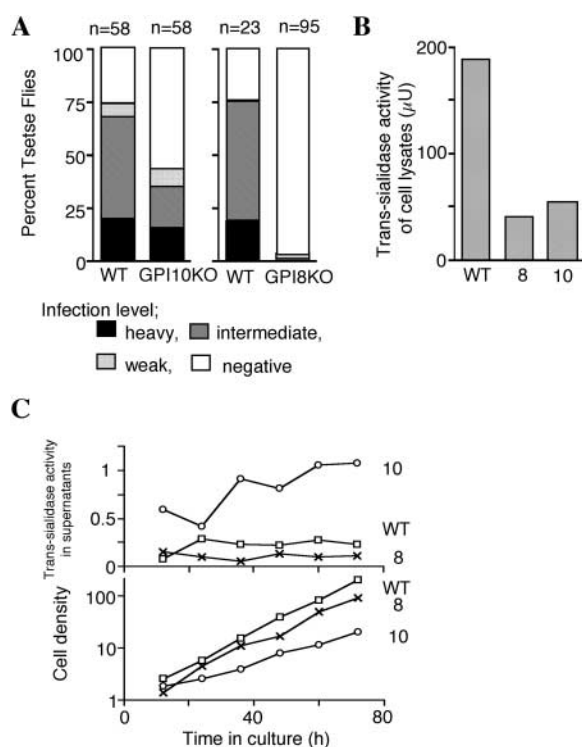 A
n=58 n=58 n=23 n=95
100
75
50
25
0
Percent Tsetse Flies
WT GPI10KO WT GPI8KO
Infection level;
heavy, intermediate,
weak, negative
B
200
100
0
Trans-sialidase activity
of cell lysates (µU)
WT 8 10
C
Trans-sialidase activity
in supernatants
1
0.5
0
10
WT
8
Cell density
100
10
1
WT
8
10
0 40 80
Time in culture (h)